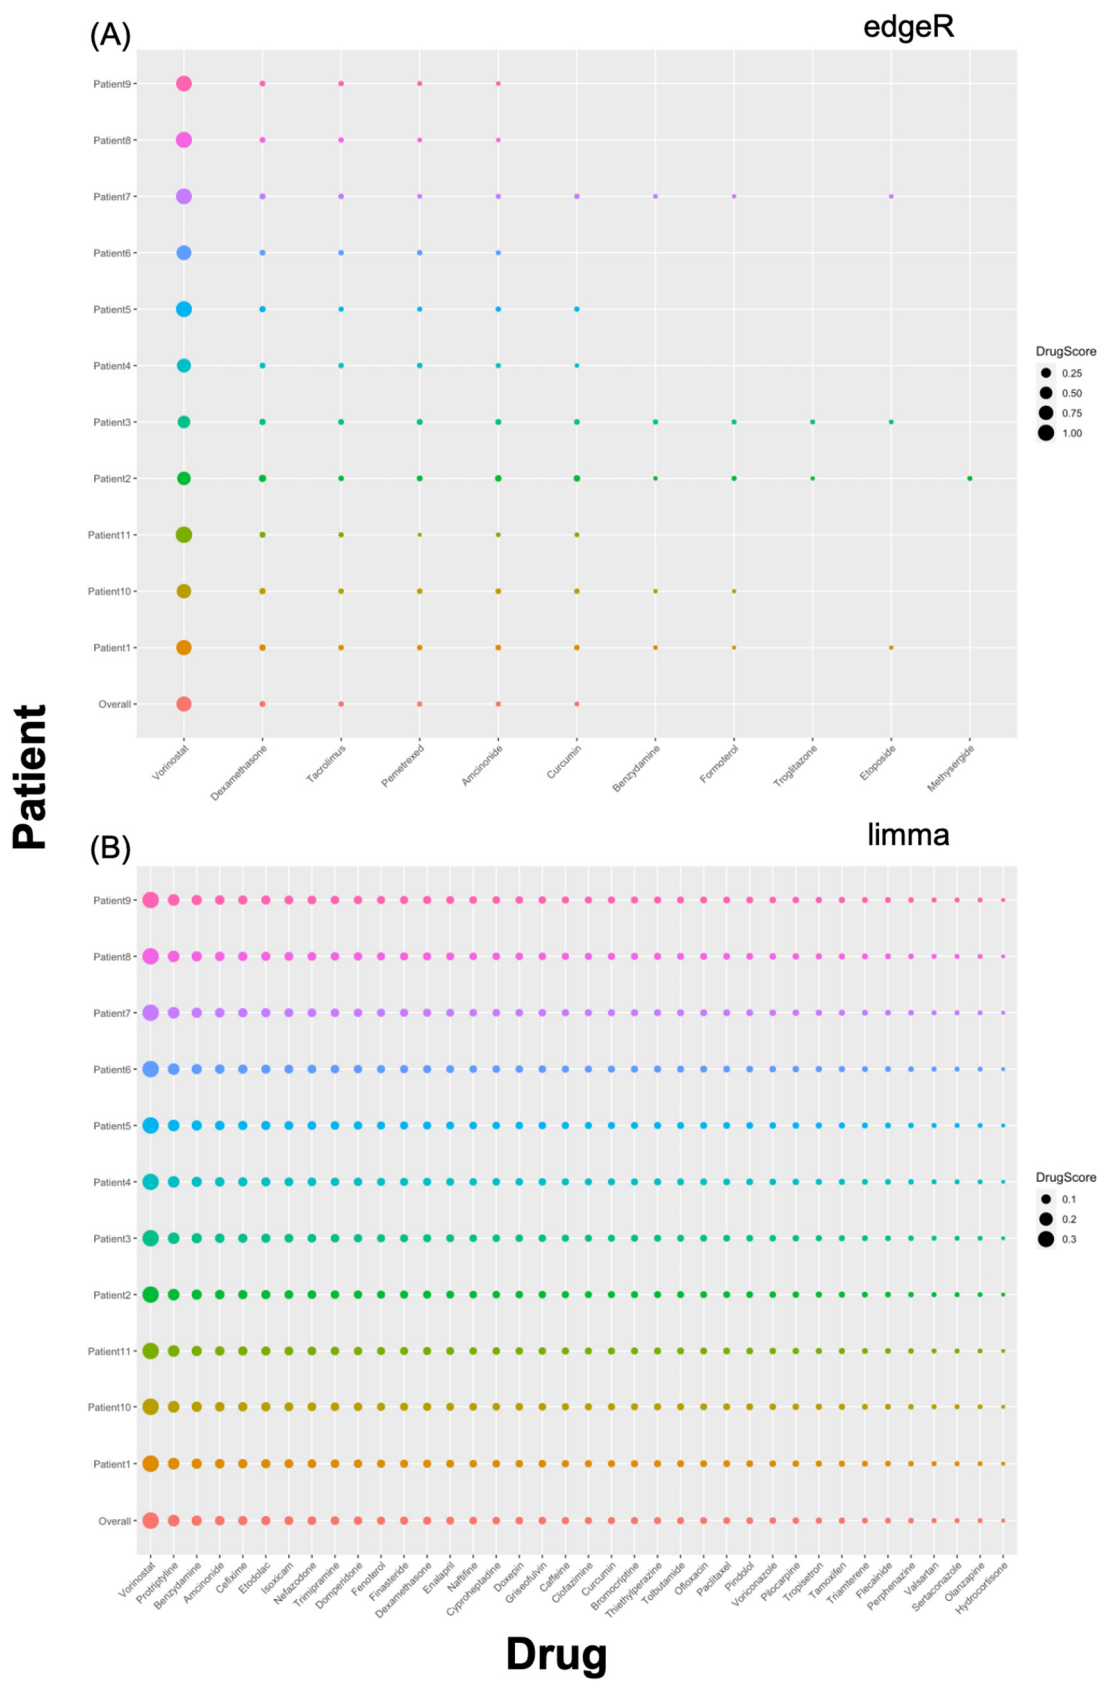 (A)
edgeR
Patient9
Patient8
Patient7
Patient6
Patient5
Patient4
Patient3
Patient2
Patient11
Patient10
Patient1
Overall
DrugScore
0.25
0.50
0.75
1.00
Vorinostat
Dexamethasone
Tacrolimus
Pemetrexed
Amcinonide
Curcumin
Benzydamine
Formoferol
Troglitazone
Etoposide
Methysergide
Patient
(B)
limma
Patient9
Patient8
Patient7
Patient6
Patient5
Patient4
Patient3
Patient2
Patient11
Patient10
Patient1
Overall
DrugScore
0.1
0.2
0.3
Vorinostat
Protriptyline
Benzydamine
Amcinonide
Cefixime
Etodolac
Isoxicam
Nefazodone
Trimipramine
Domperidone
Fenoterol
Finasteride
Dexamethasone
Enalapril
Naftifine
Cyproheptadine
Doxepin
Griseofulvin
Caffeine
Clofazimine
Curcumin
Bromocriptine
Thiethylperazine
Tolbutamide
Ofloxacin
Paclitaxel
Pindolol
Voriconazole
Pilocarpine
Tropisetron
Tamoxifen
Triamterene
Flecainide
Perphenazine
Valsartan
Sertaconazole
Olanzapine
Hydrocortisone
Drug